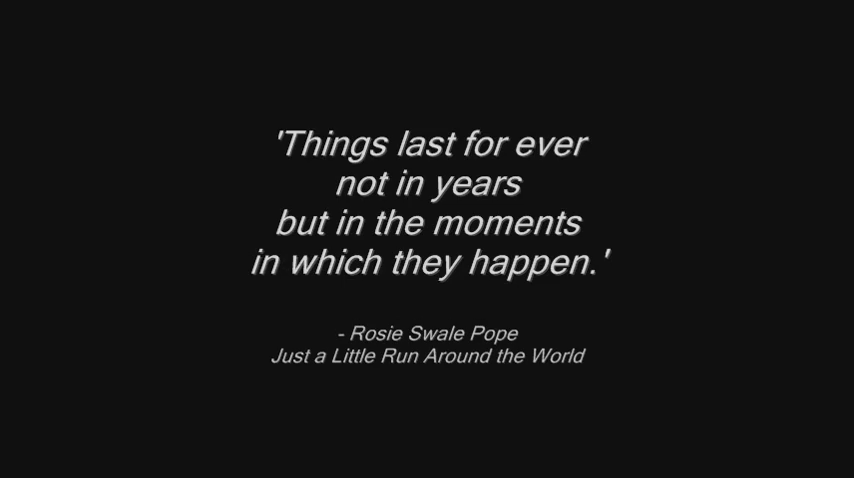 'Things last for ever
not in years
but in the moments
in which they happen.'
- Rosie Swale Pope
Just a Little Run Around the World